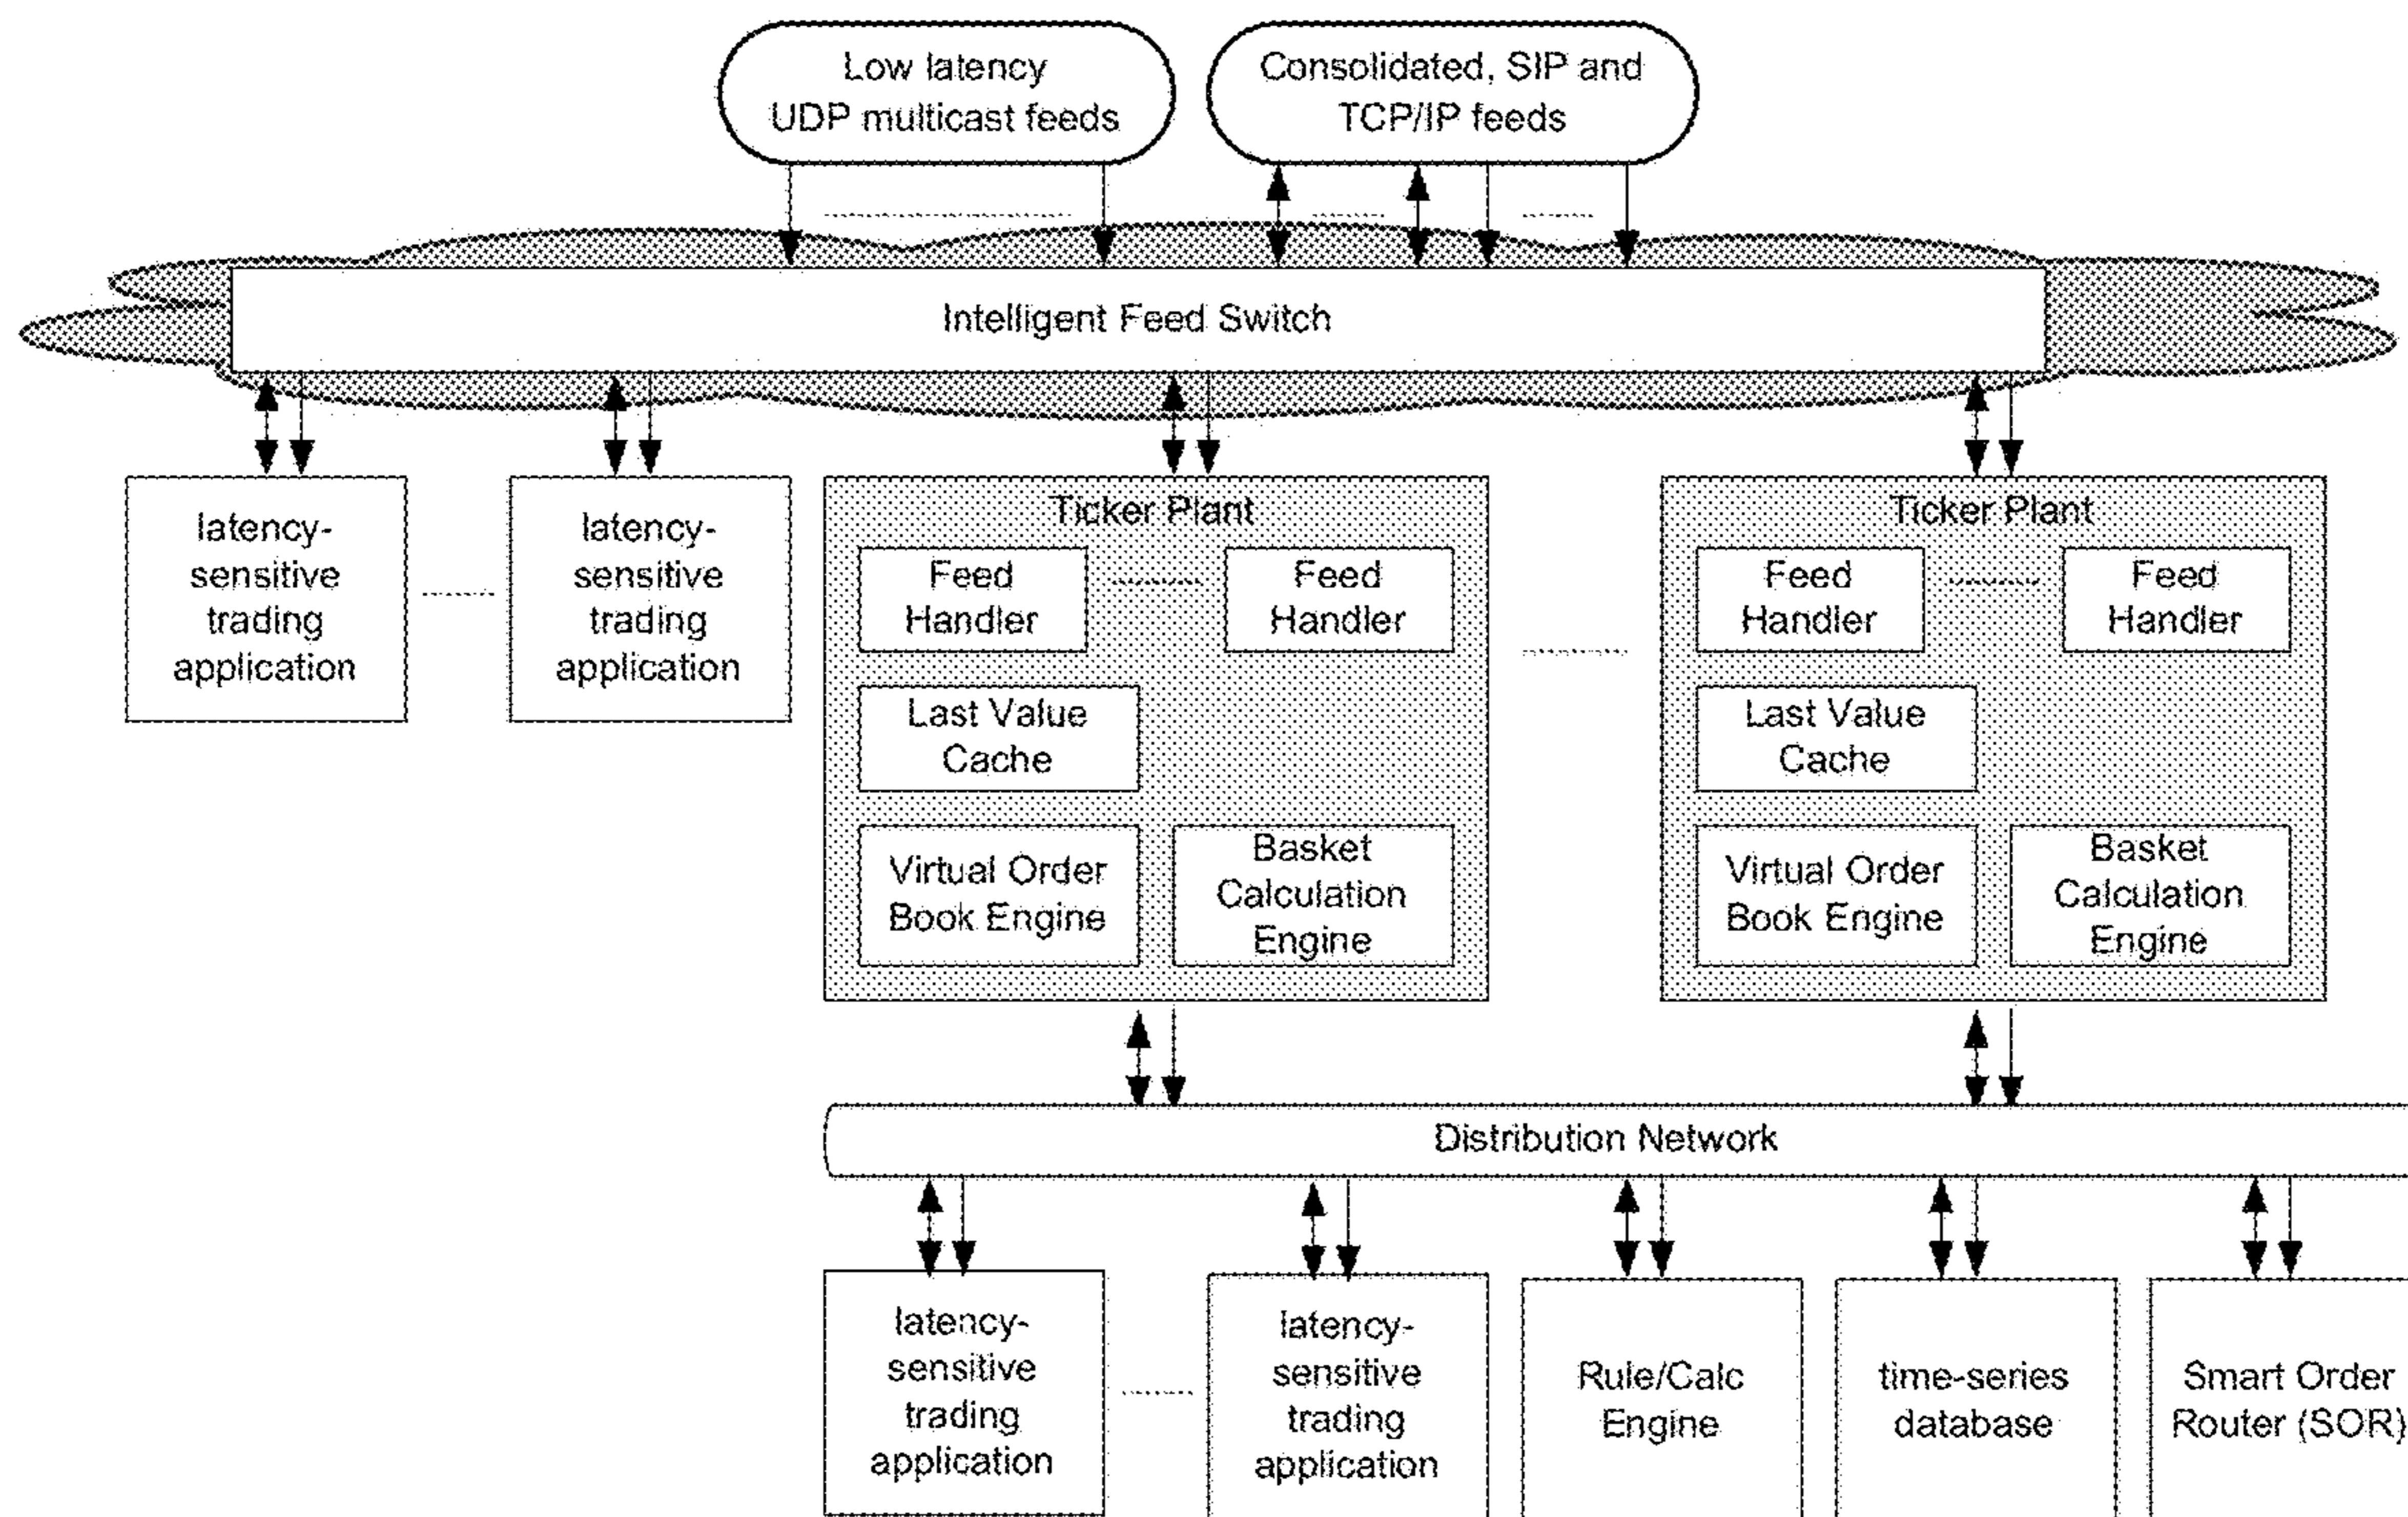 Low latency
UDP multicast feeds
Consolidated, SIP and
TCP/IP feeds
Intelligent Feed Switch
latency-
sensitive
trading
application
latency-
sensitive
trading
application
Ticker Plant
Feed
Handler
Feed
Handler
Last Value
Cache
Virtual Order
Book Engine
Basket
Calculation
Engine
Ticker Plant
Feed
Handler
Feed
Handler
Last Value
Cache
Virtual Order
Book Engine
Basket
Calculation
Engine
Distribution Network
latency-
sensitive
trading
application
latency-
sensitive
trading
application
Rule/Calc
Engine
time-series
database
Smart Order
Router (SOR)